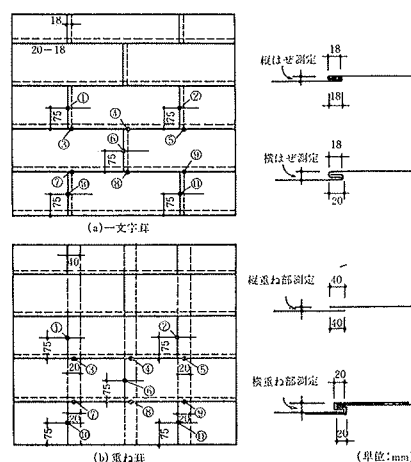 18
20-18
① ②
75 75
③ ④ ⑤
⑥
75
⑦ ⑧ ⑨
75 ⑧ 75 ⑪
(a)一文字葺
縦はぜ測定 18
18
横はぜ測定 18
20
40
① ②
75 75
20 ③ ④ 20 ⑤
75 ⑥
⑦ ⑧ ⑨
75 20 75 20
⑩ ⑪
(b)重ね葺
縦重ね部測定 40
40
横重ね部測定 20
20
(単位:mm)